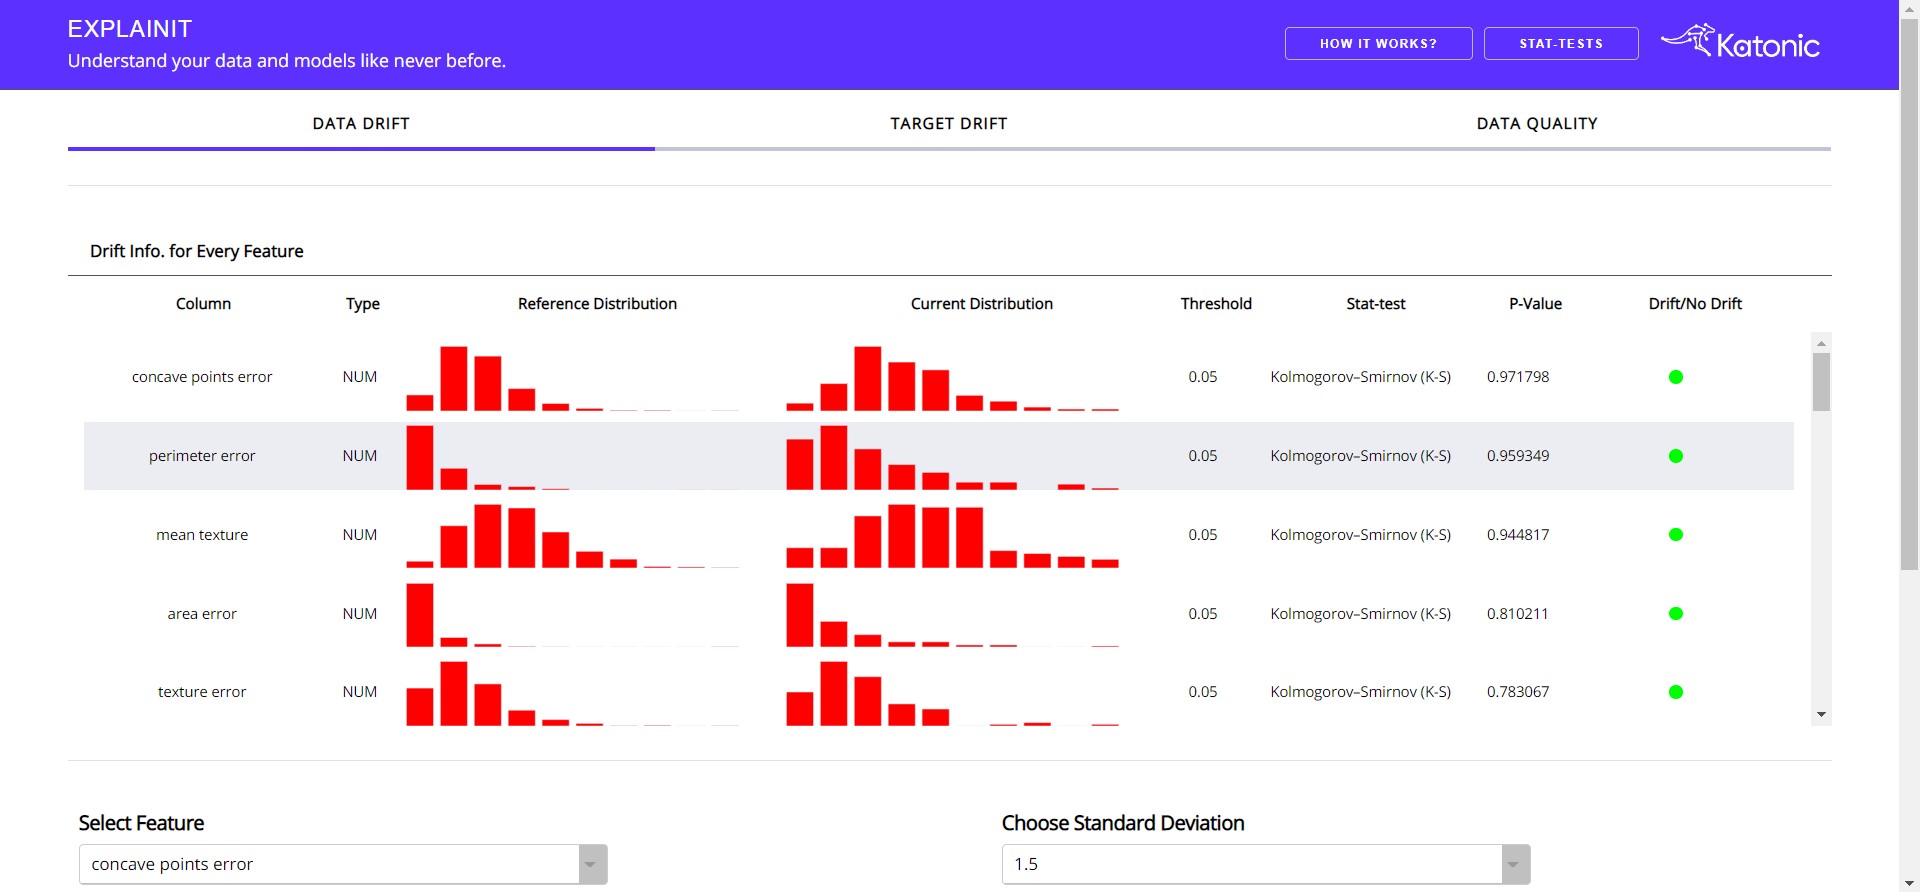 EXPLAINIT
Understand your data and models like never before.
HOW IT WORKS?
STAT-TESTS
Katonic
DATA DRIFT
TARGET DRIFT
DATA QUALITY
Drift Info. for Every Feature
Column Type Reference Distribution Current Distribution Threshold Stat-test P-Value Drift/No Drift
concave points error NUM 0.05 Kolmogorov–Smirnov (K-S) 0.971798
perimeter error NUM 0.05 Kolmogorov–Smirnov (K-S) 0.959349
mean texture NUM 0.05 Kolmogorov–Smirnov (K-S) 0.944817
area error NUM 0.05 Kolmogorov–Smirnov (K-S) 0.810211
texture error NUM 0.05 Kolmogorov–Smirnov (K-S) 0.783067
Select Feature
concave points error
Choose Standard Deviation
1.5